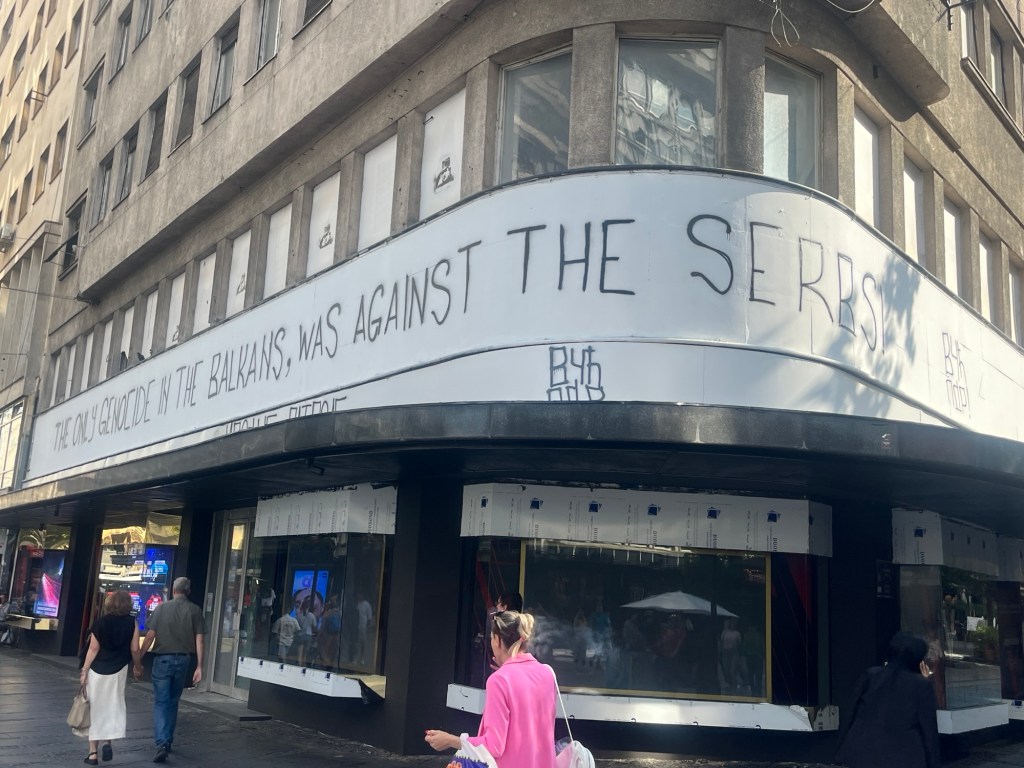 THE ONLY GENOCIDE IN THE BALKANS, WAS AGAINST THE SERBS!